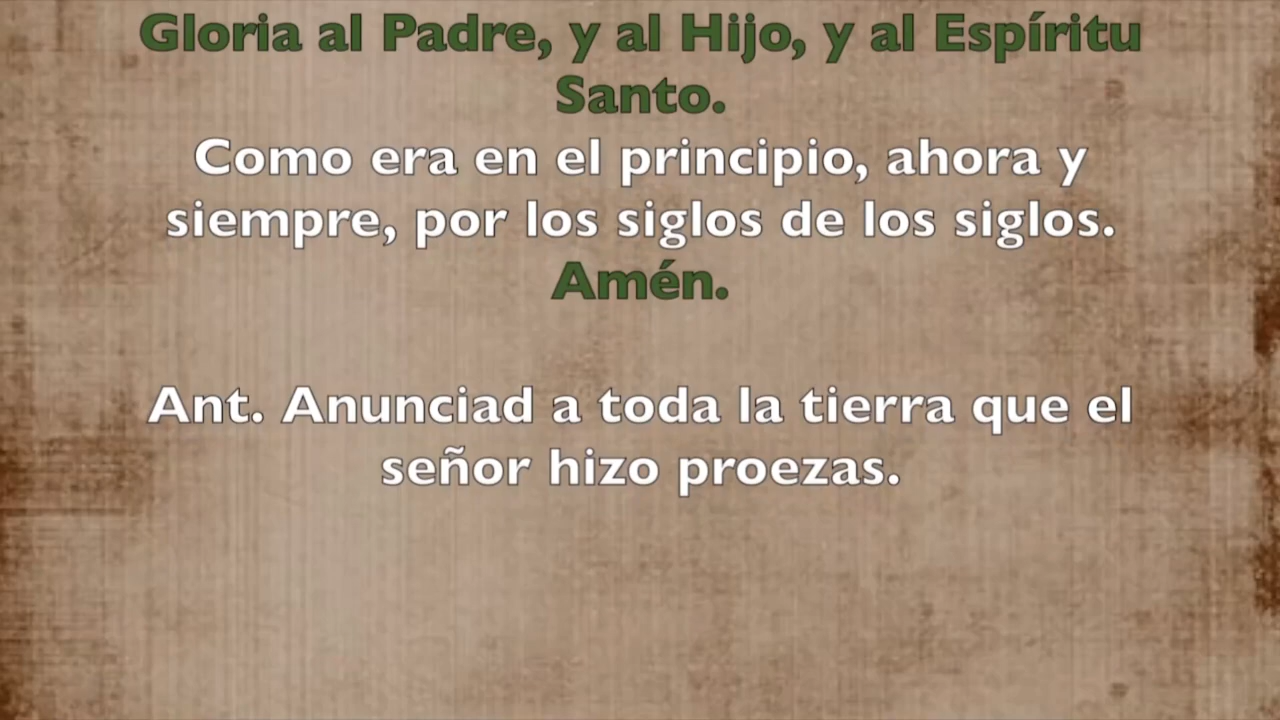 Gloria al Padre, y al Hijo, y al Espíritu
Santo.
Como era en el principio, ahora y
siempre, por los siglos de los siglos.
Amén.
Ant. Anunciad a toda la tierra que el
señor hizo proezas.